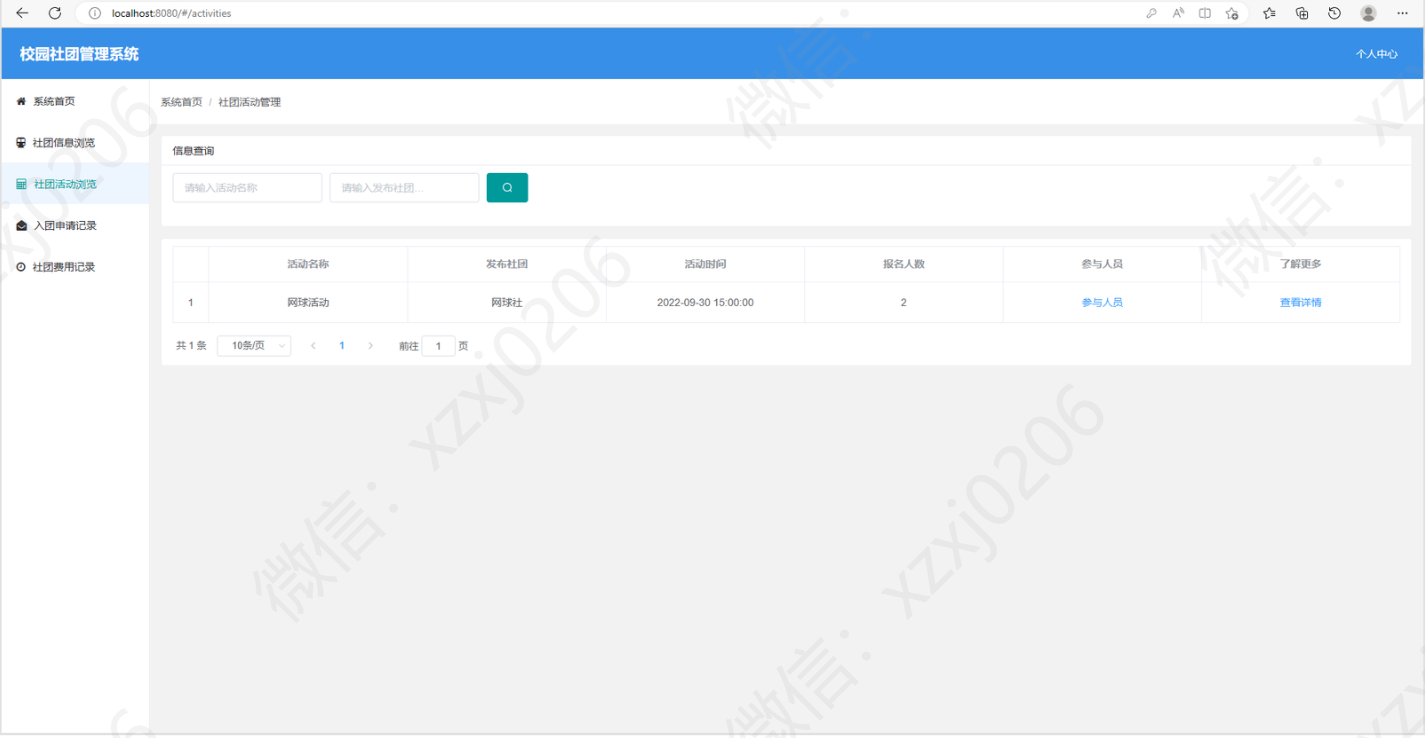 localhost:8080/#/activities
校园社团管理系统
个人中心
系统首页
社团信息浏览
社团活动浏览
入团申请记录
社团费用记录
系统首页 / 社团活动管理
信息查询
请输入活动名称 请输入发布社团...
活动名称 发布社团 活动时间 报名人数 参与人员 了解更多
1 网球活动 网球社 2022-09-30 15:00:00 2 参与人员 查看详情
共 1 条 10条/页 1 前往 1 页
微信：xzxj0206
微信：xzxj0206
微信：
微信：
xzxj0206
xz